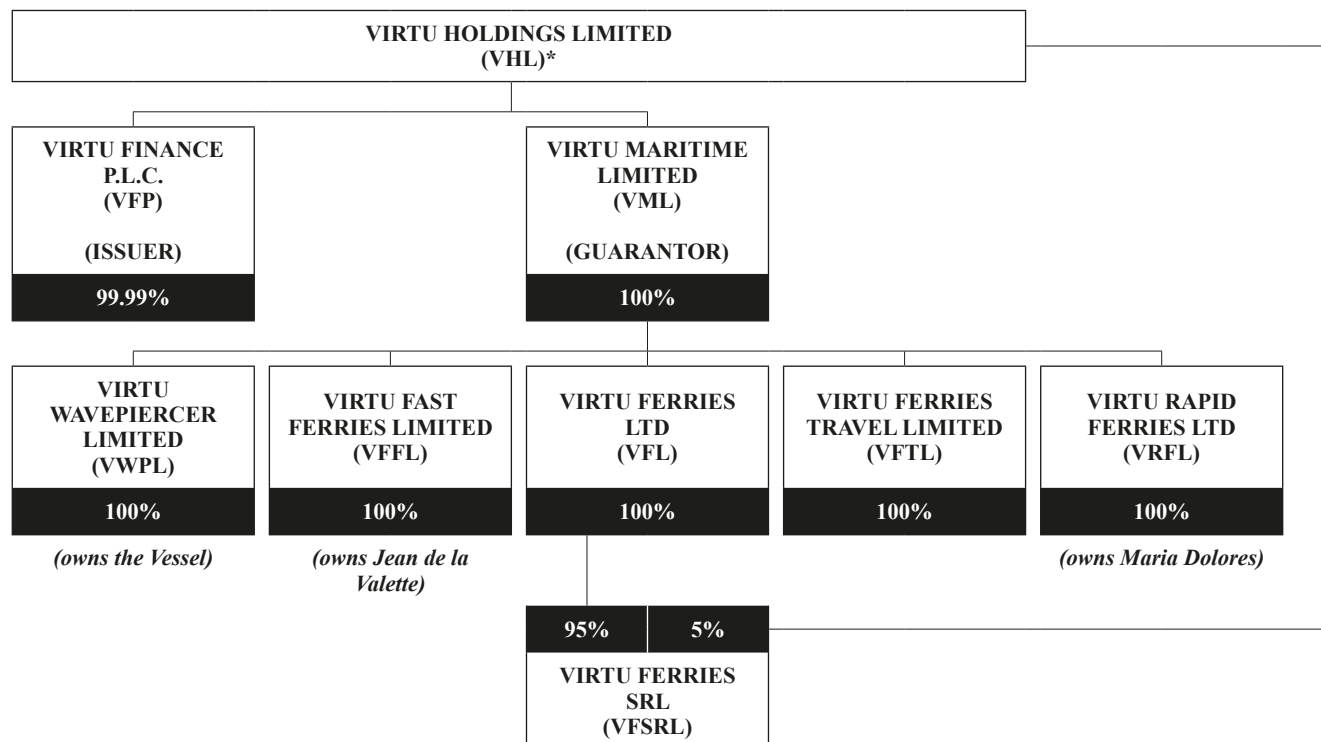 VIRTU HOLDINGS LIMITED
(VHL)*
VIRTU FINANCE
P.L.C.
(VFP)
(ISSUER)
99.99%
VIRTU MARITIME
LIMITED
(VML)
(GUARANTOR)
100%
VIRTU
WAVEPIERCER
LIMITED
(VWPL)
100%
(owns the Vessel)
VIRTU FAST
FERRIES LIMITED
(VFFL)
100%
(owns Jean de la
Valette)
VIRTU FERRIES
LTD
(VFL)
100%
VIRTU FERRIES
TRAVEL LIMITED
(VFTL)
100%
VIRTU RAPID
FERRIES LTD
(VRFL)
100%
(owns Maria Dolores)
95%
5%
VIRTU FERRIES
SRL
(VFSRL)